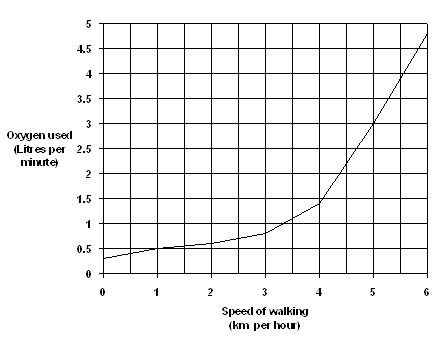 5
4.5
4
3.5
3
2.5
2
1.5
1
0.5
0
Oxygen used
(Litres per
minute)
0 1 2 3 4 5 6
Speed of walking
(km per hour)